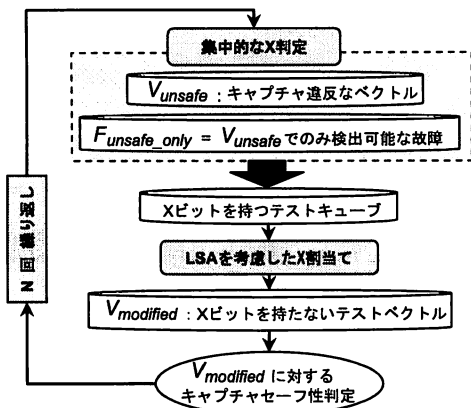 集中的なX判定
V_unsafe：キャプチャ違反なベクトル
F_unsafe_only = V_unsafeでのみ検出可能な故障
Xビットを持つテストキューブ
LSAを考慮したX割当て
V_modified：Xビットを持たないテストベクトル
V_modified に対する
キャプチャセーフ性判定
N 回 繰り返し